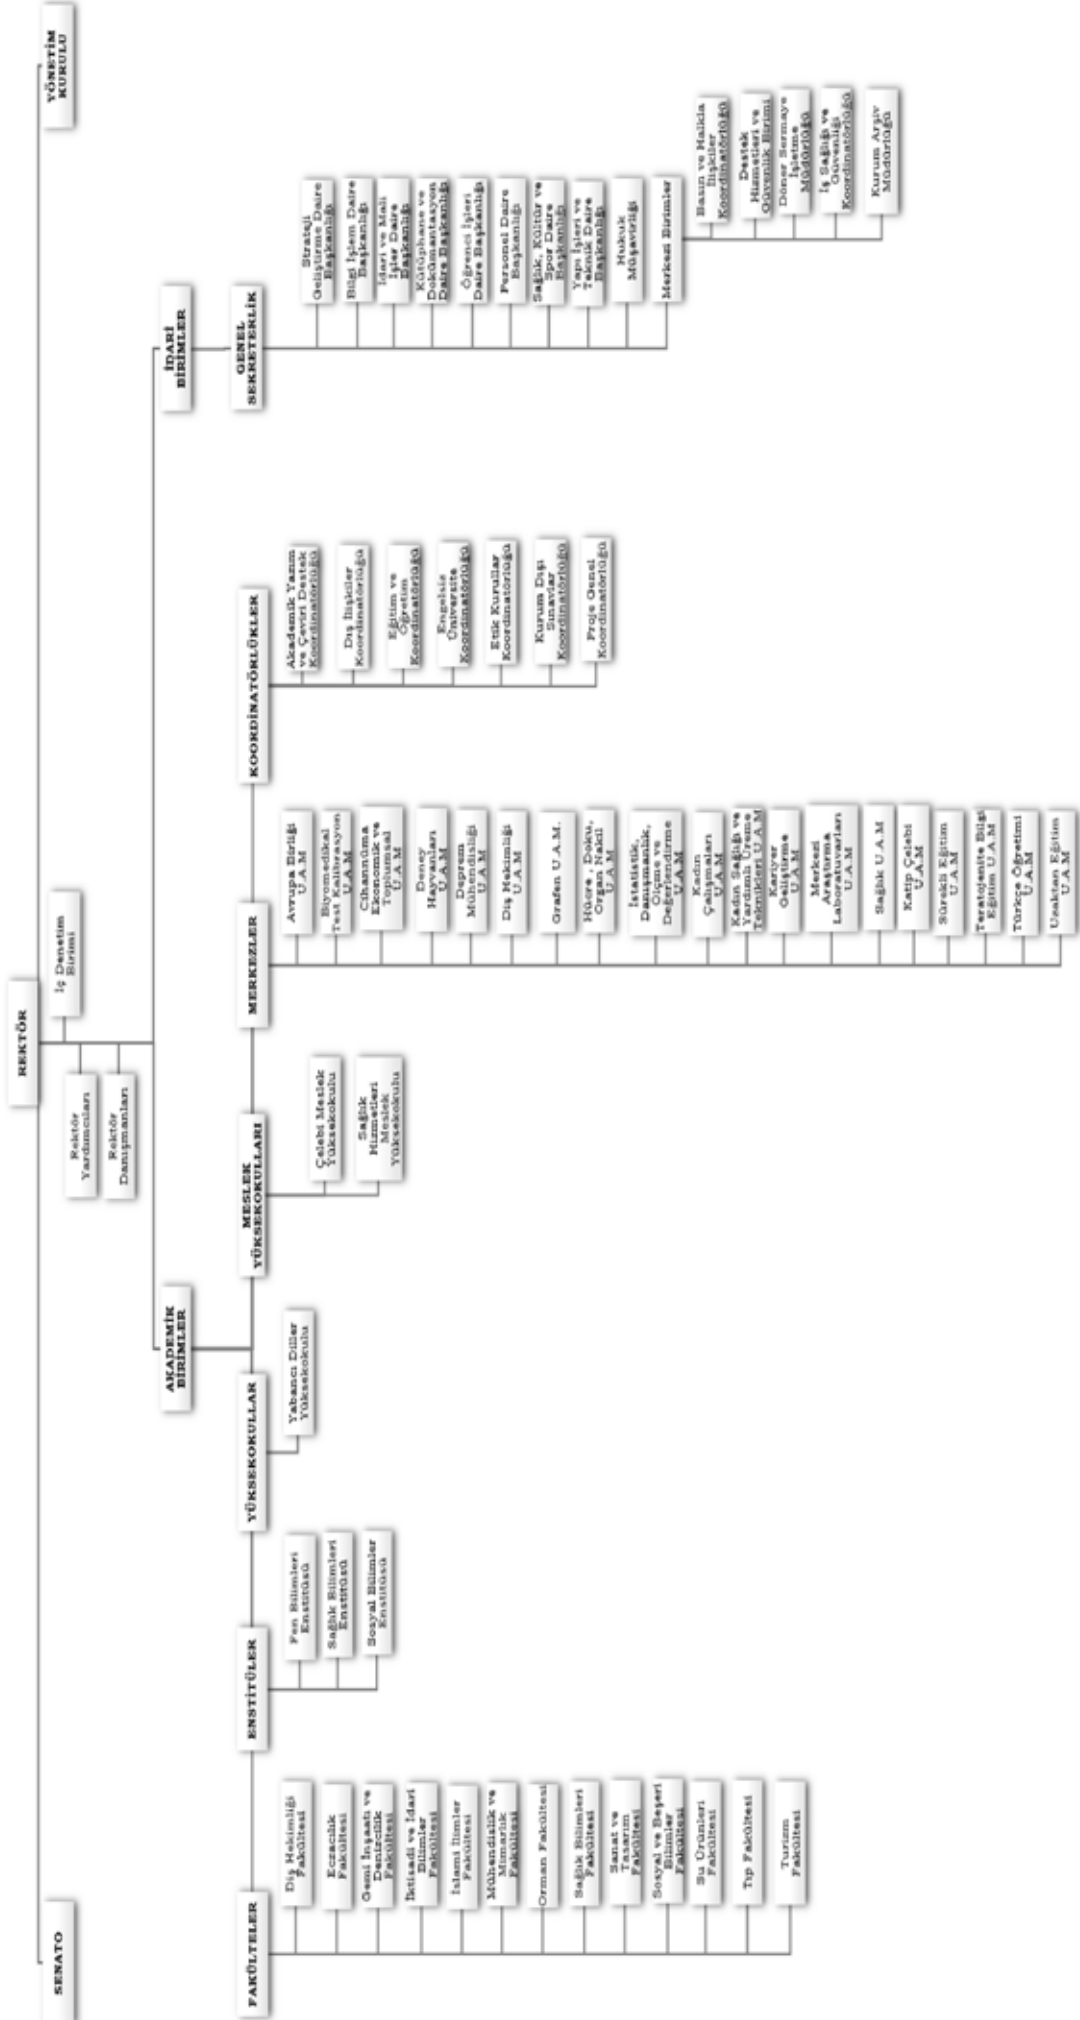 REKTÖR
SENATO
YÖNETİM
KURULU
İç Denetim
Birimi
Rektör
Yardımcıları
Rektör
Danışmanları
AKADEMİK
BİRİMLER
İDARİ
BİRİMLER
FAKÜLTELER
Diş Hekimliği
Fakültesi
Eczacılık
Fakültesi
Gemi İnşaatı ve
Denizcilik
Fakültesi
İktisadi ve İdari
Bilimler
Fakültesi
İslami İlimler
Fakültesi
Mühendislik ve
Mimarlık
Fakültesi
Orman Fakültesi
Sağlık Bilimleri
Fakültesi
Sanat ve
Tasarım
Fakültesi
Sosyal ve Beşeri
Bilimler
Fakültesi
Su Ürünleri
Fakültesi
Tıp Fakültesi
Turizm
Fakültesi
ENSTİTÜLER
Fen Bilimleri
Enstitüsü
Sağlık Bilimleri
Enstitüsü
Sosyal Bilimler
Enstitüsü
YÜKSEKOKULLAR
Yabancı Diller
Yüksekokulu
MESLEK
YÜKSEKOKULLARI
Çelebi Meslek
Yüksekokulu
Sağlık
Hizmetleri
Meslek
Yüksekokulu
MERKEZLER
Avrupa Birliği
U.A.M
Biyomedikal
Test Kalibrasyon
U.A.M
Cihannüma
Ekonomik ve
Toplumsal
U.A.M
Deney
Hayvanları
U.A.M
Deprem
Mühendisliği
U.A.M
Diş Hekimliği
U.A.M
Grafen U.A.M.
Hücre , Doku,
Organ Nakil
U.A.M
İstatistik,
Danışmanlık,
Ölçme ve
Değerlendirme
U.A.M
Kadın
Çalışmaları
U.A.M
Kadın Sağlığı ve
Yardımlı Üreme
Teknikleri U.A.M
Kariyer
Geliştirme
U.A.M
Merkezi
Araştırma
Laboratuvarları
U.A.M
Sağlık U.A.M
Katip Çelebi
U.A.M
Sürekli Eğitim
U.A.M
Teratojenite Bilgi
Eğitim U.A.M
Türkçe Öğretimi
U.A.M
Uzaktan Eğitim
U.A.M
KOORDİNATÖRLÜKLER
Akademik Yazım
ve Çeviri Destek
Koordinatörlüğü
Dış İlişkiler
Koordinatörlüğü
Eğitim ve
Öğretim
Koordinatörlüğü
Engelsiz
Üniversite
Koordinatörlüğü
Etik Kurullar
Koordinatörlüğü
Kurum Dışı
Sınavlar
Koordinatörlüğü
Proje Genel
Koordinatörlüğü
GENEL
SEKRETERLİK
Strateji
Geliştirme Daire
Başkanlığı
Bilgi İşlem Daire
Başkanlığı
İdari ve Mali
İşler Daire
Başkanlığı
Kütüphane ve
Dokümantasyon
Daire Başkanlığı
Öğrenci İşleri
Daire Başkanlığı
Personel Daire
Başkanlığı
Sağlık, Kültür ve
Spor Daire
Başkanlığı
Yapı İşleri ve
Teknik Daire
Başkanlığı
Hukuk
Müşavirliği
Merkezi Birimler
Basın ve Halkla
İlişkiler
Koordinatörlüğü
Destek
Hizmetleri ve
Güvenlik Birimi
Döner Sermaye
İşletme
Müdürlüğü
İş Sağlığı ve
Güvenliği
Koordinatörlüğü
Kurum Arşiv
Müdürlüğü